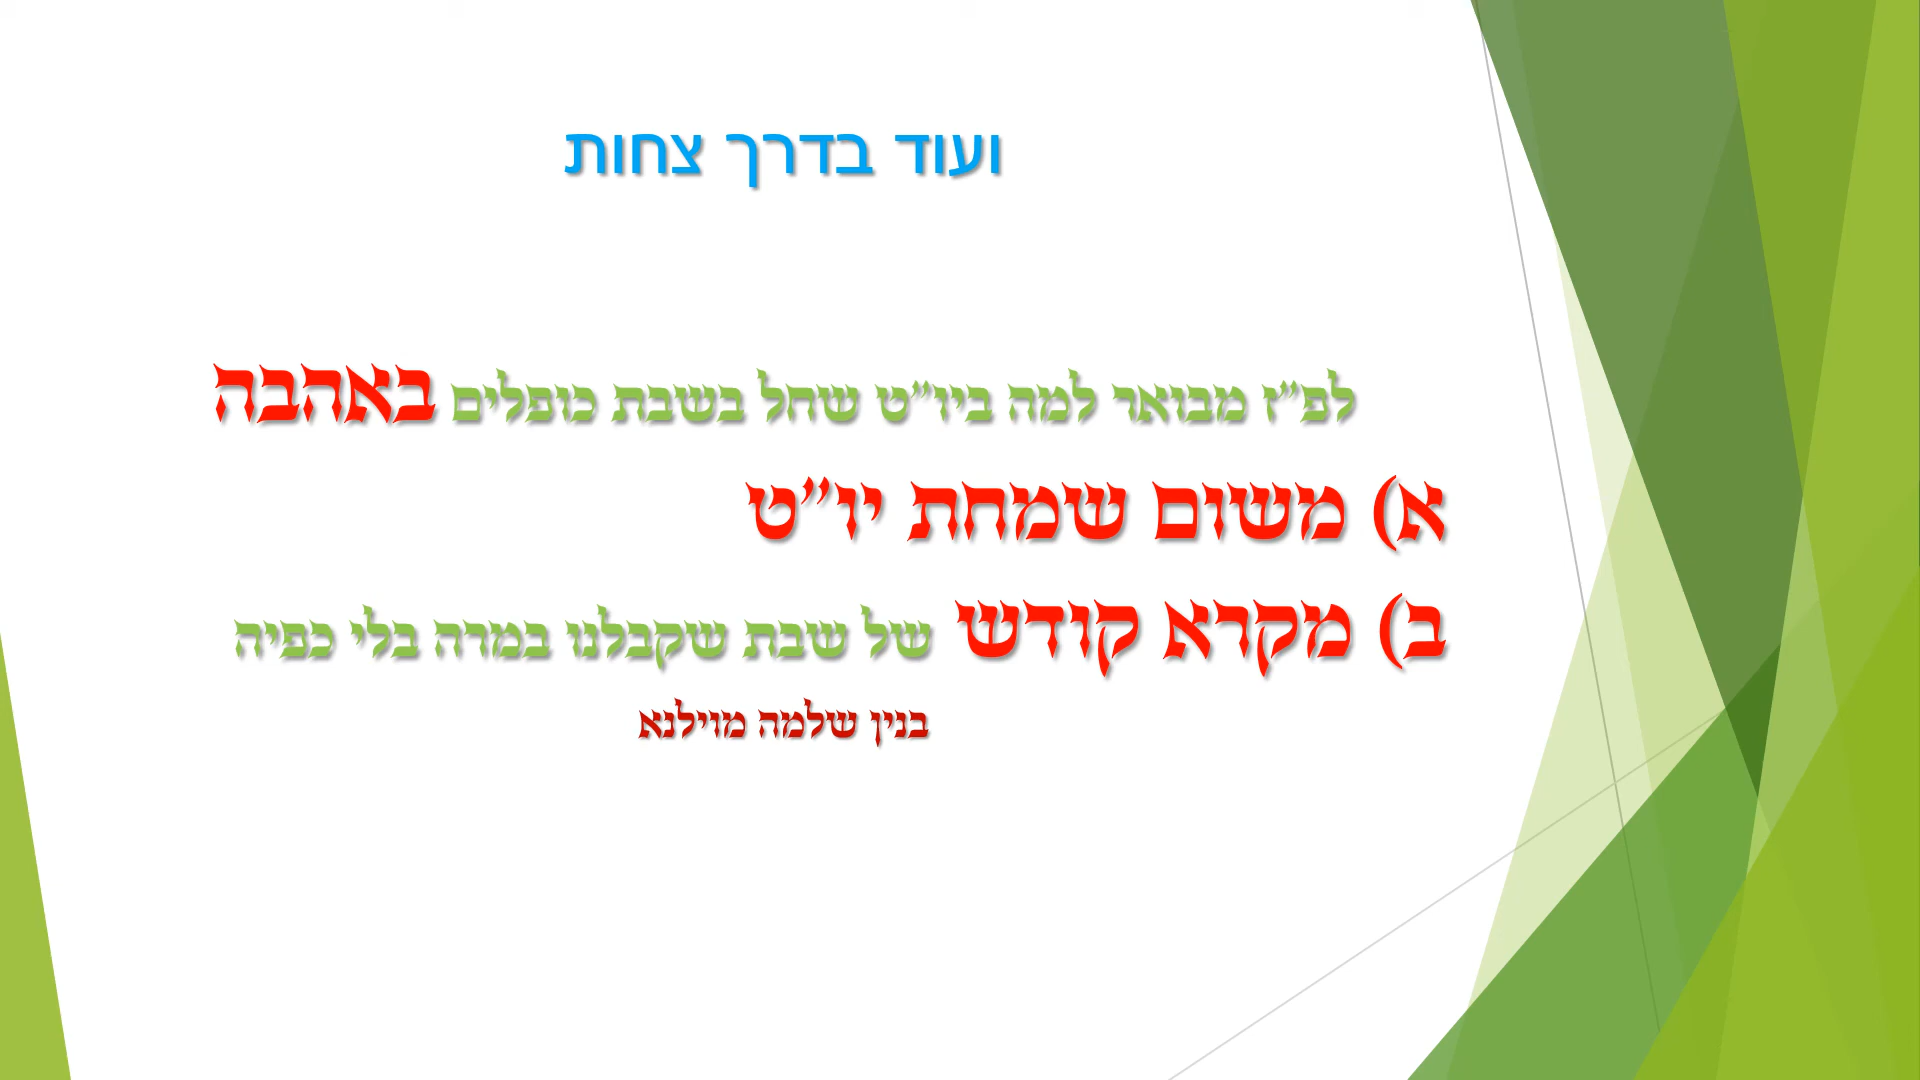 ועוד בדרך צחות
לפ"ז מבואר למה ביו"ט שחל בשבת כופלים באהבה
א) משום שמחת יו"ט
ב) מקרא קודש של שבת שקבלנו במרה בלי כפיה
בנין שלמה מוילנא